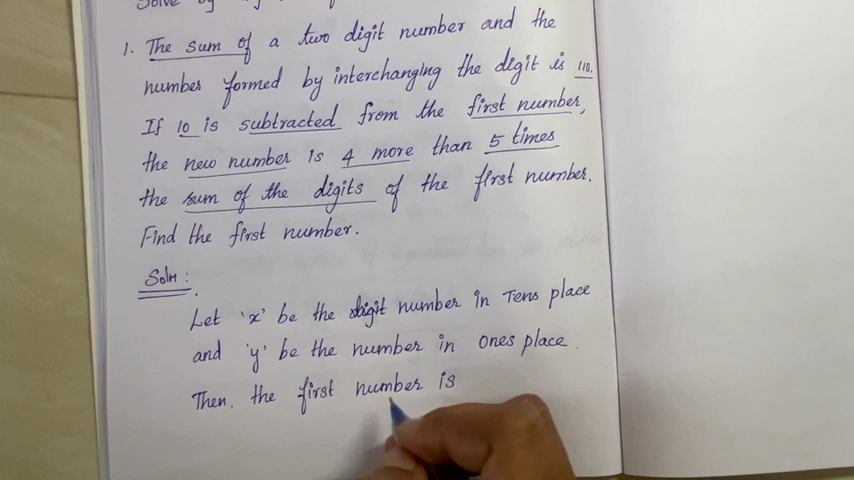 Solve by
1. The sum of a two digit number and the
number formed by interchanging the digit is 110.
If 10 is subtracted from the first number,
the new number is 4 more than 5 times
the sum of the digits of the first number.
Find the first number.
Soln :
Let 'x' be the digit number in Tens place
and 'y' be the number in ones place.
Then. the first number is